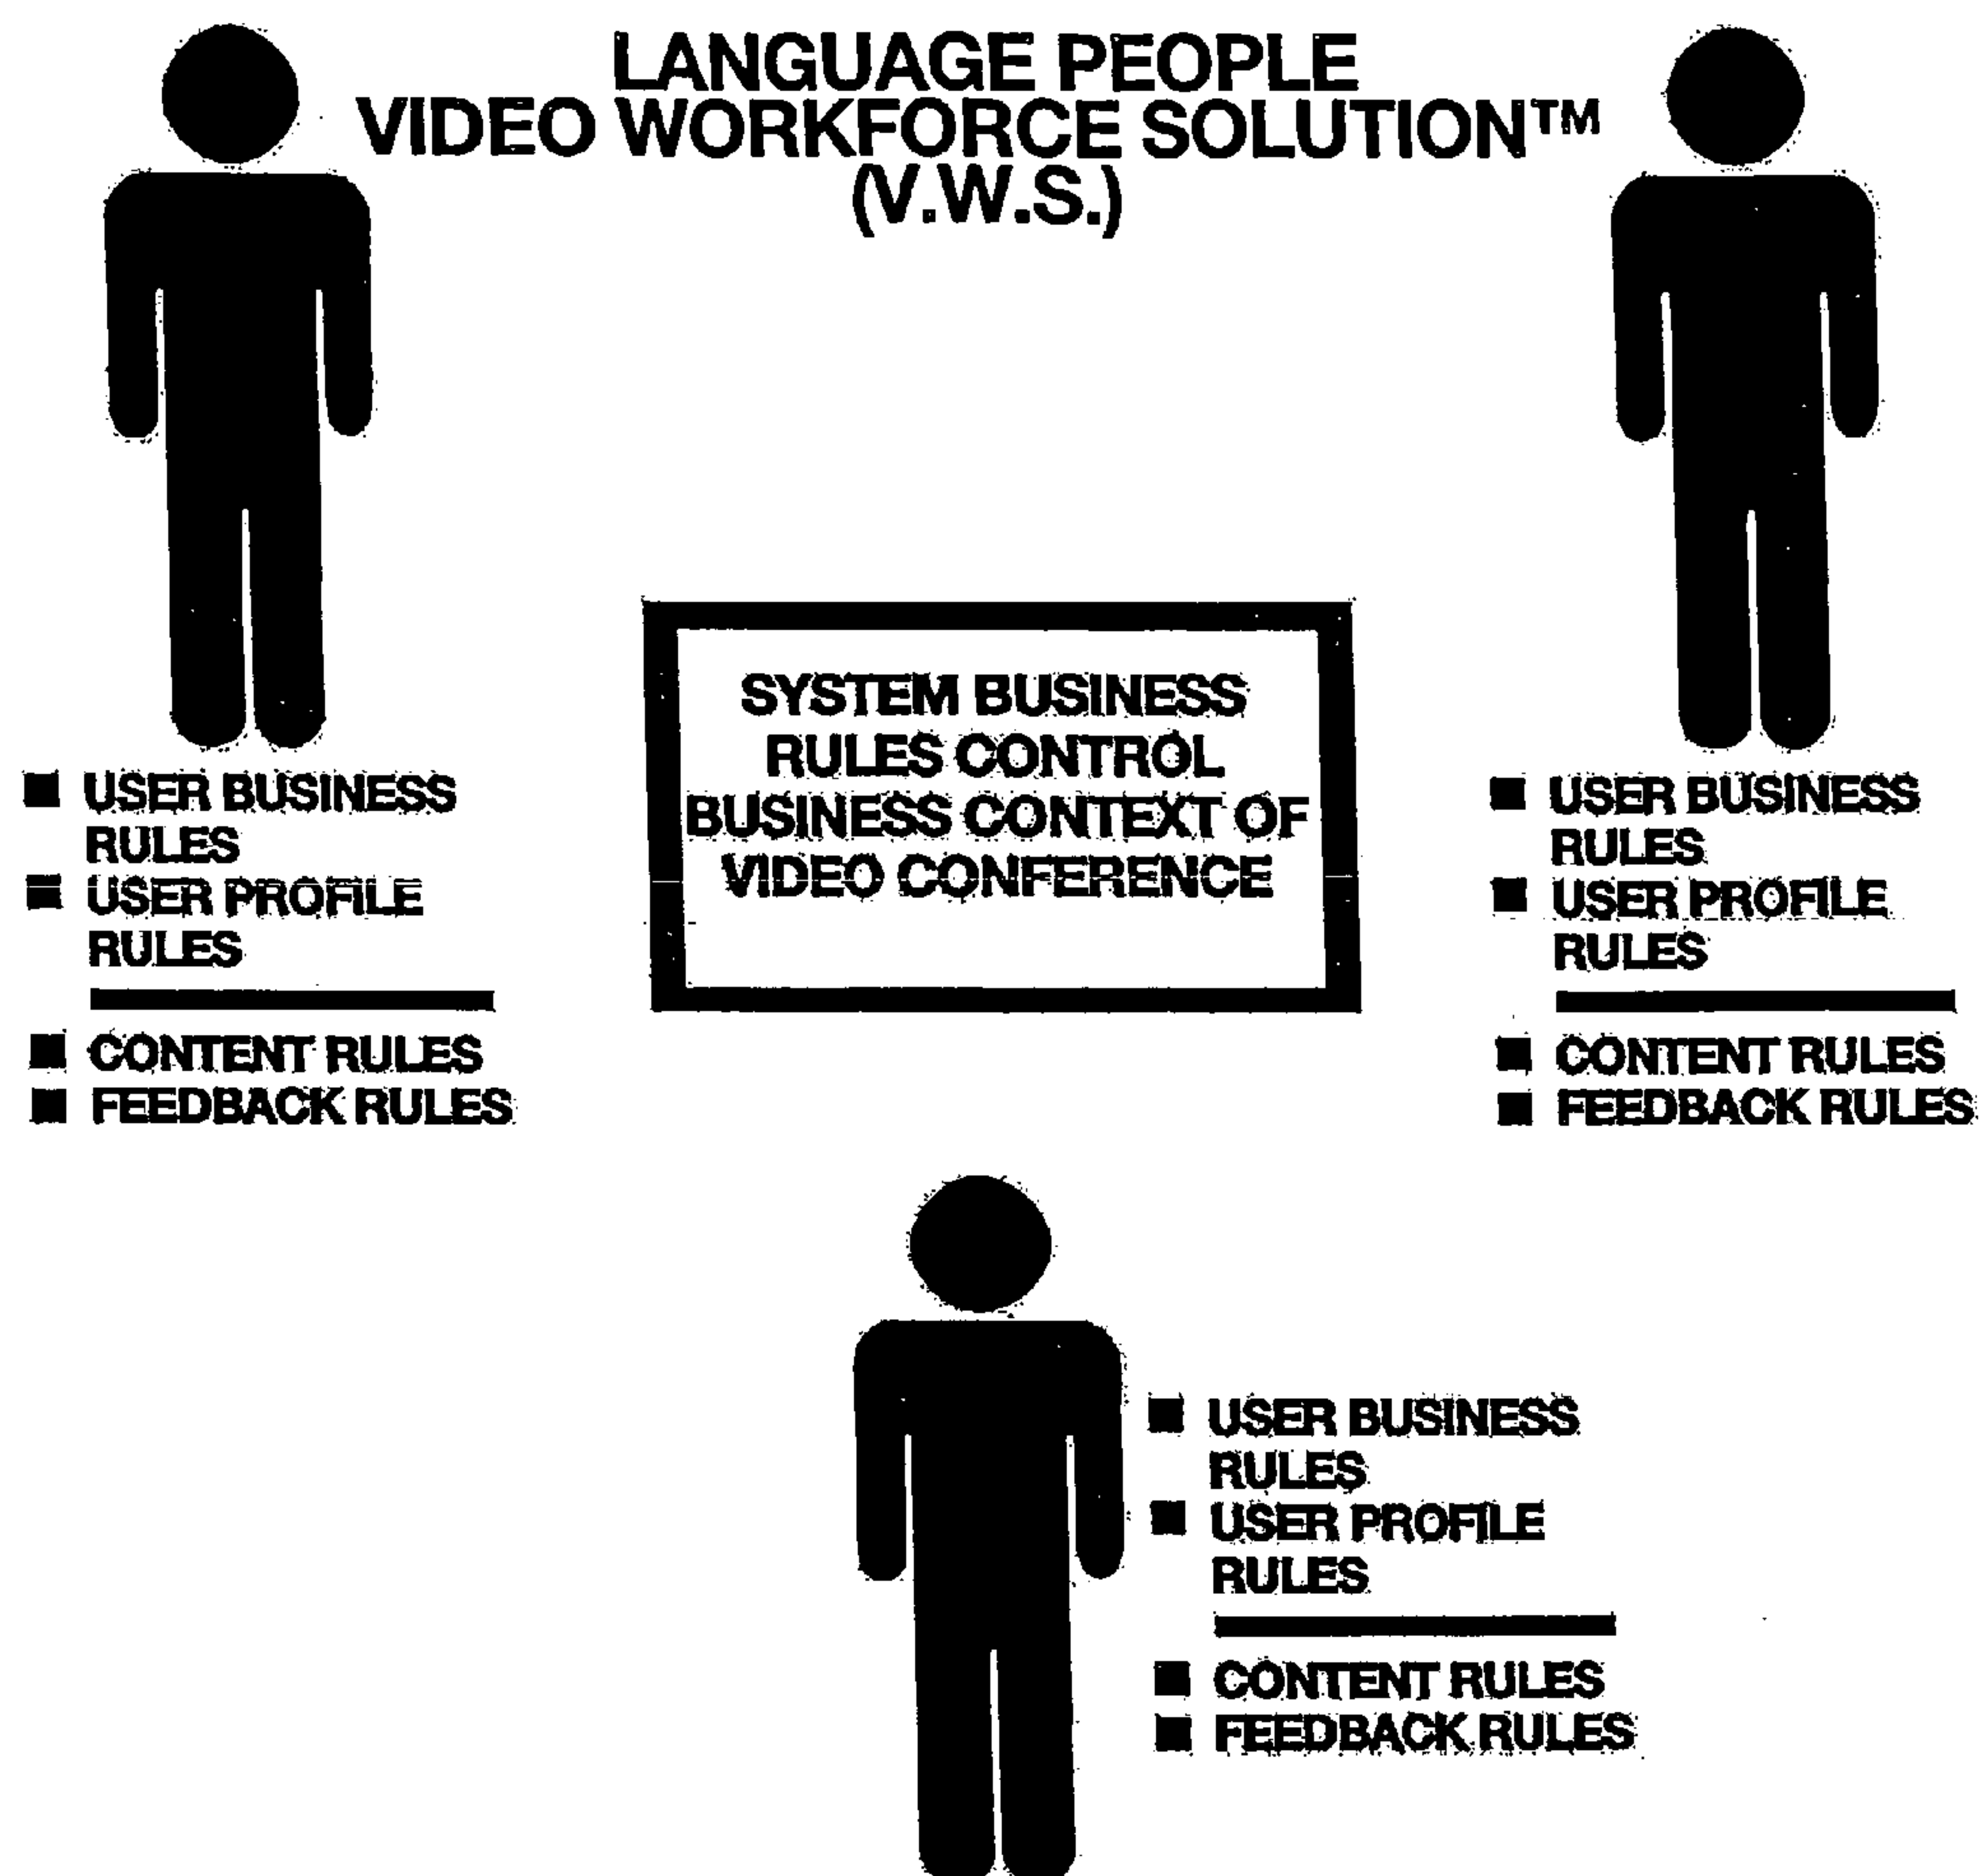 LANGUAGE PEOPLE
VIDEO WORKFORCE SOLUTION™
(V.W.S.)
SYSTEM BUSINESS
RULES CONTROL
BUSINESS CONTEXT OF
VIDEO CONFERENCE
■ USER BUSINESS
RULES
■ USER PROFILE
RULES
■ CONTENT RULES
■ FEEDBACK RULES
■ USER BUSINESS
RULES
■ USER PROFILE
RULES
■ CONTENT RULES
■ FEEDBACK RULES
■ USER BUSINESS
RULES
■ USER PROFILE
RULES
■ CONTENT RULES
■ FEEDBACK RULES